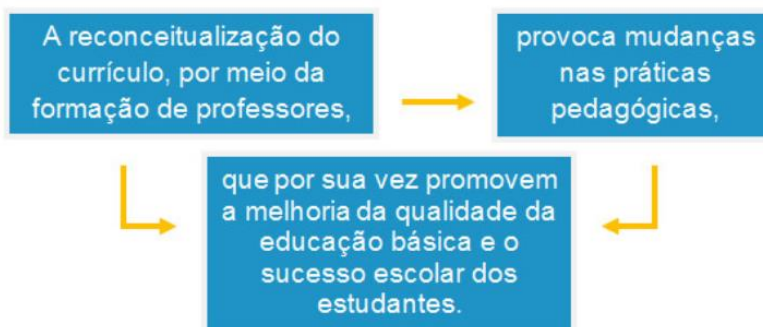 A reconceitualização do
currículo, por meio da
formação de professores,
provoca mudanças
nas práticas
pedagógicas,
que por sua vez promovem
a melhoria da qualidade da
educação básica e o
sucesso escolar dos
estudantes.